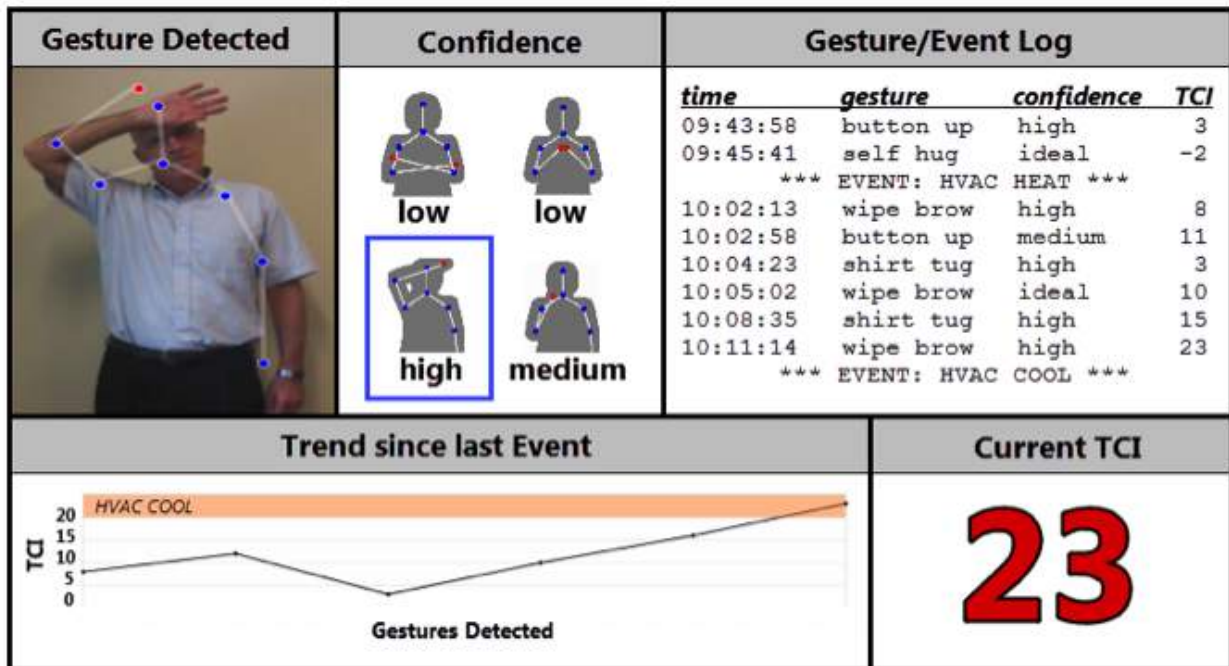 Gesture Detected
Confidence
low
low
high
medium
Gesture/Event Log
time gesture confidence TCI
09:43:58 button up high 3
09:45:41 self hug ideal -2
*** EVENT: HVAC HEAT ***
10:02:13 wipe brow high 8
10:02:58 button up medium 11
10:04:23 shirt tug high 3
10:05:02 wipe brow ideal 10
10:08:35 shirt tug high 15
10:11:14 wipe brow high 23
*** EVENT: HVAC COOL ***
Trend since last Event
HVAC COOL
TCI
20
15
10
5
0
Gestures Detected
Current TCI
23